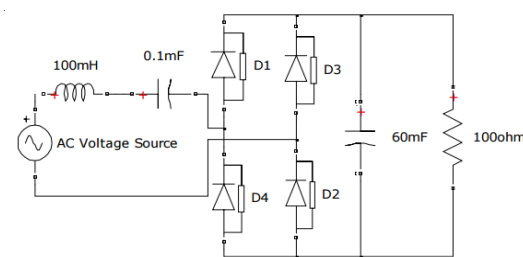 100mH
0.1mF
D1
D3
AC Voltage Source
60mF
100ohm
D4
D2